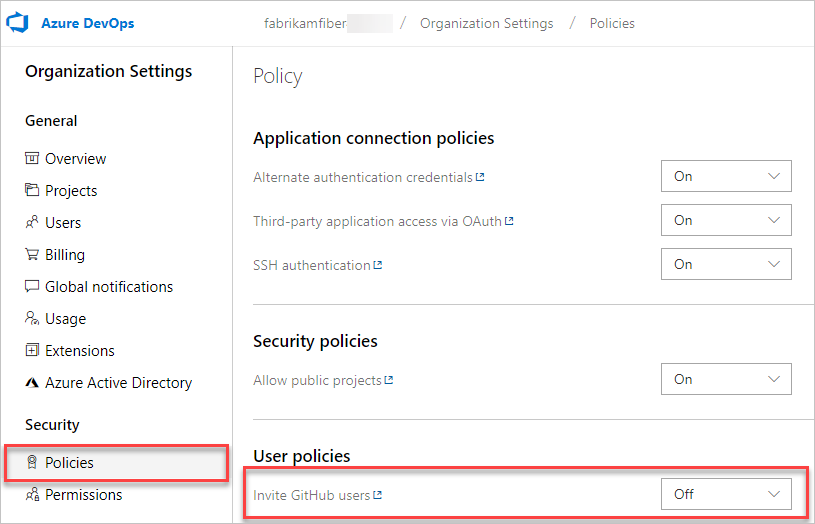 Azure DevOps
fabrikamfiber / Organization Settings / Policies
Organization Settings
General
Overview
Projects
Users
Billing
Global notifications
Usage
Extensions
Azure Active Directory
Security
Policies
Permissions
Policy
Application connection policies
Alternate authentication credentials On
Third-party application access via OAuth On
SSH authentication On
Security policies
Allow public projects On
User policies
Invite GitHub users Off